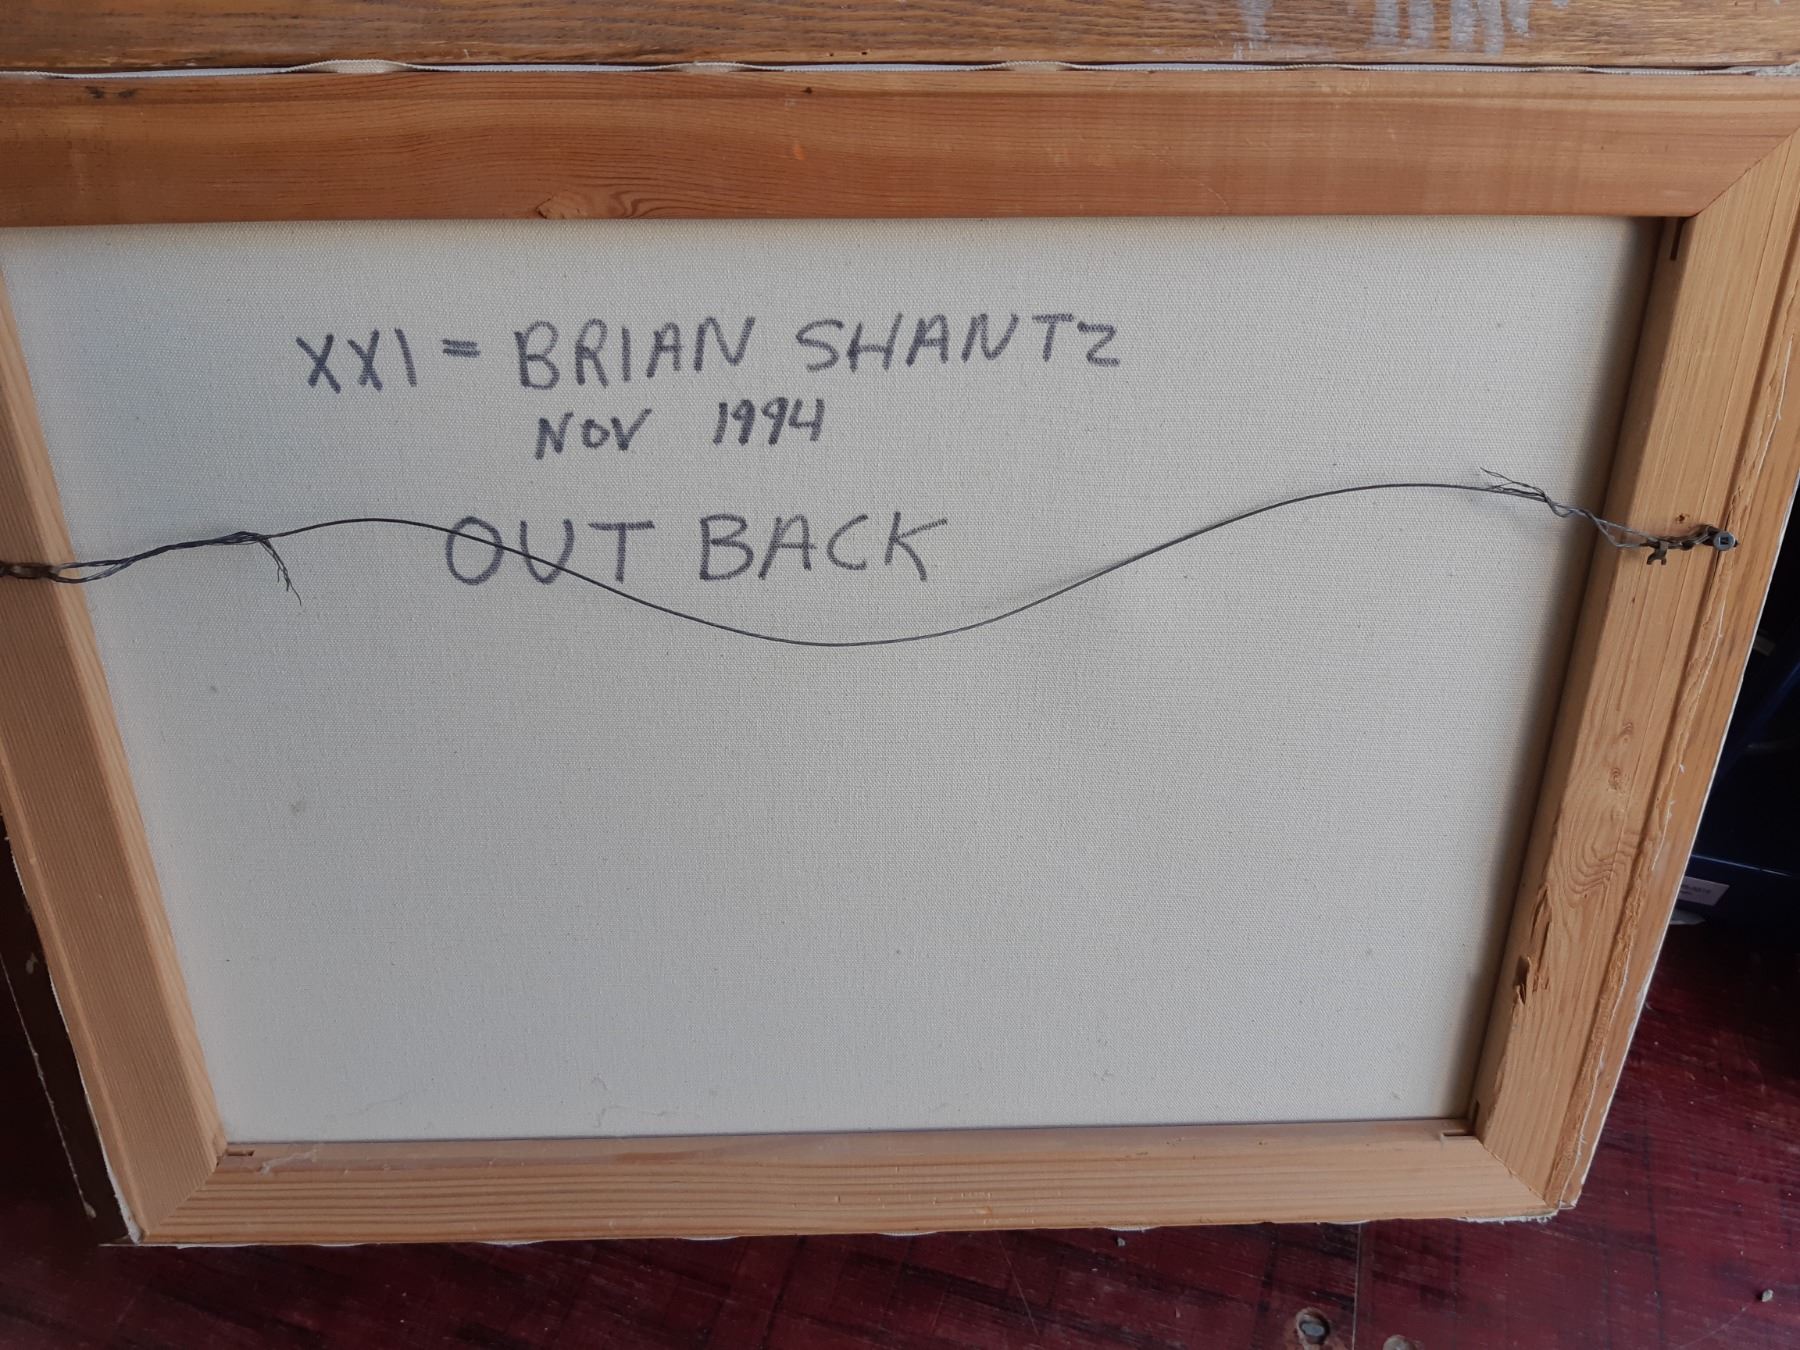 XXI = BRIAN SHANTZ
NOV 1994
OUT BACK